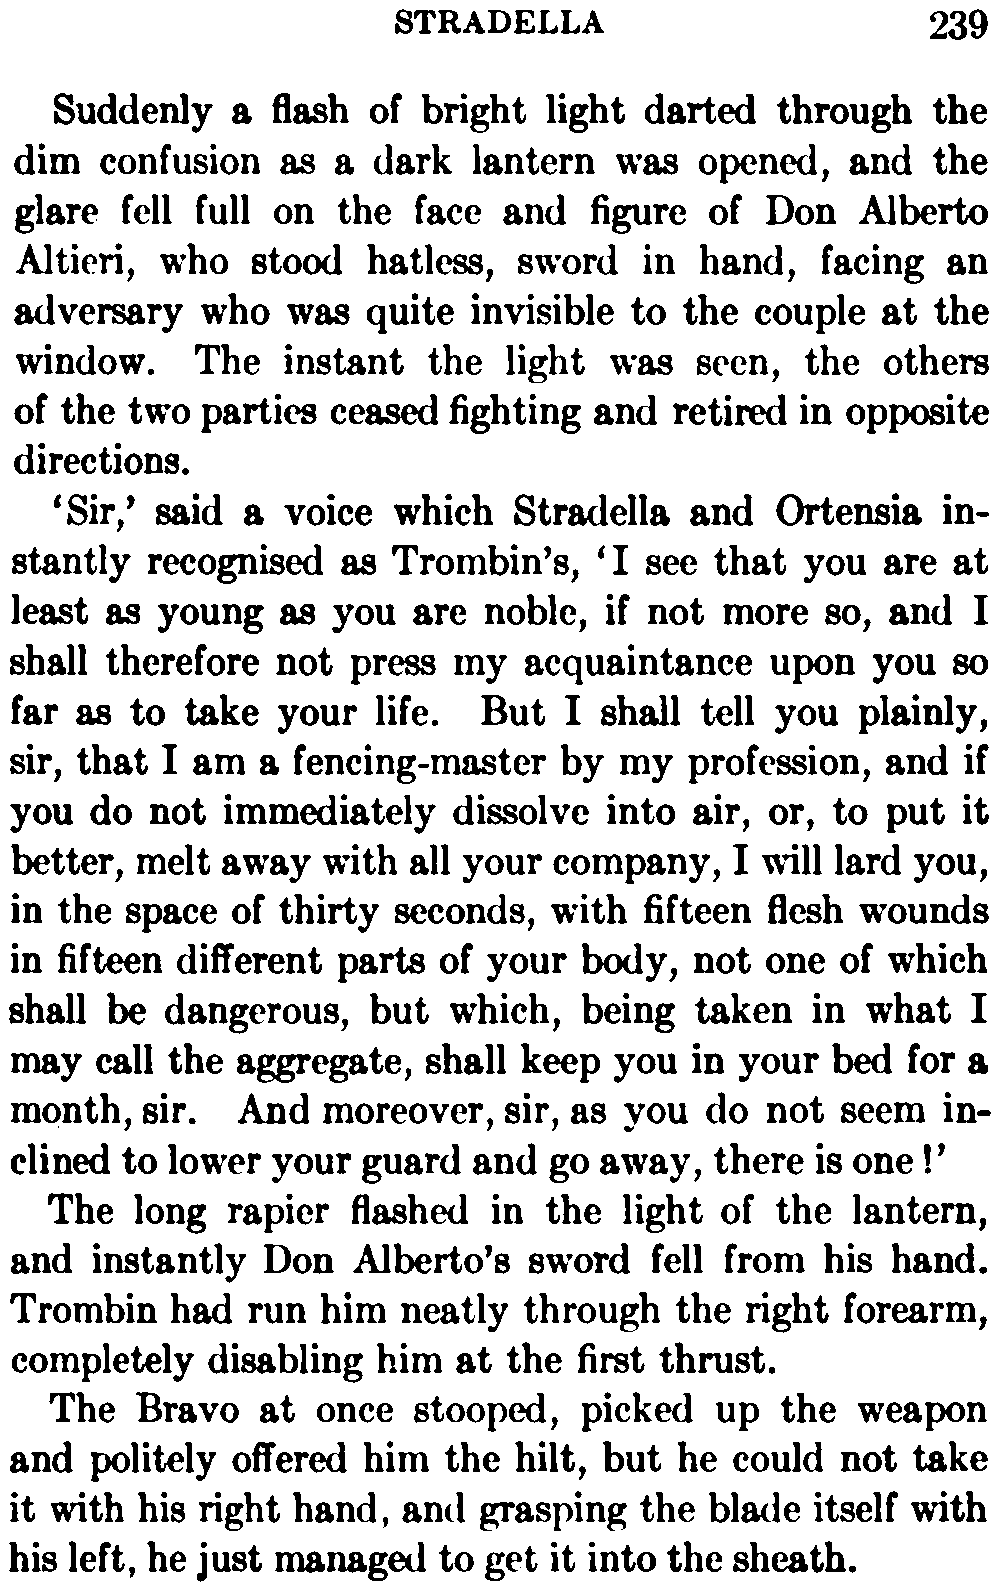 STRADELLA 239
Suddenly a flash of bright light darted through the
dim confusion as a dark lantern was opened, and the
glare fell full on the face and figure of Don Alberto
Altieri, who stood hatless, sword in hand, facing an
adversary who was quite invisible to the couple at the
window. The instant the light was seen, the others
of the two parties ceased fighting and retired in opposite
directions.
‘Sir,’ said a voice which Stradella and Ortensia in-
stantly recognised as Trombin’s, ‘I see that you are at
least as young as you are noble, if not more so, and I
shall therefore not press my acquaintance upon you so
far as to take your life. But I shall tell you plainly,
sir, that I am a fencing-master by my profession, and if
you do not immediately dissolve into air, or, to put it
better, melt away with all your company, I will lard you,
in the space of thirty seconds, with fifteen flesh wounds
in fifteen different parts of your body, not one of which
shall be dangerous, but which, being taken in what I
may call the aggregate, shall keep you in your bed for a
month, sir. And moreover, sir, as you do not seem in-
clined to lower your guard and go away, there is one!’
The long rapier flashed in the light of the lantern,
and instantly Don Alberto’s sword fell from his hand.
Trombin had run him neatly through the right forearm,
completely disabling him at the first thrust.
The Bravo at once stooped, picked up the weapon
and politely offered him the hilt, but he could not take
it with his right hand, and grasping the blade itself with
his left, he just managed to get it into the sheath.